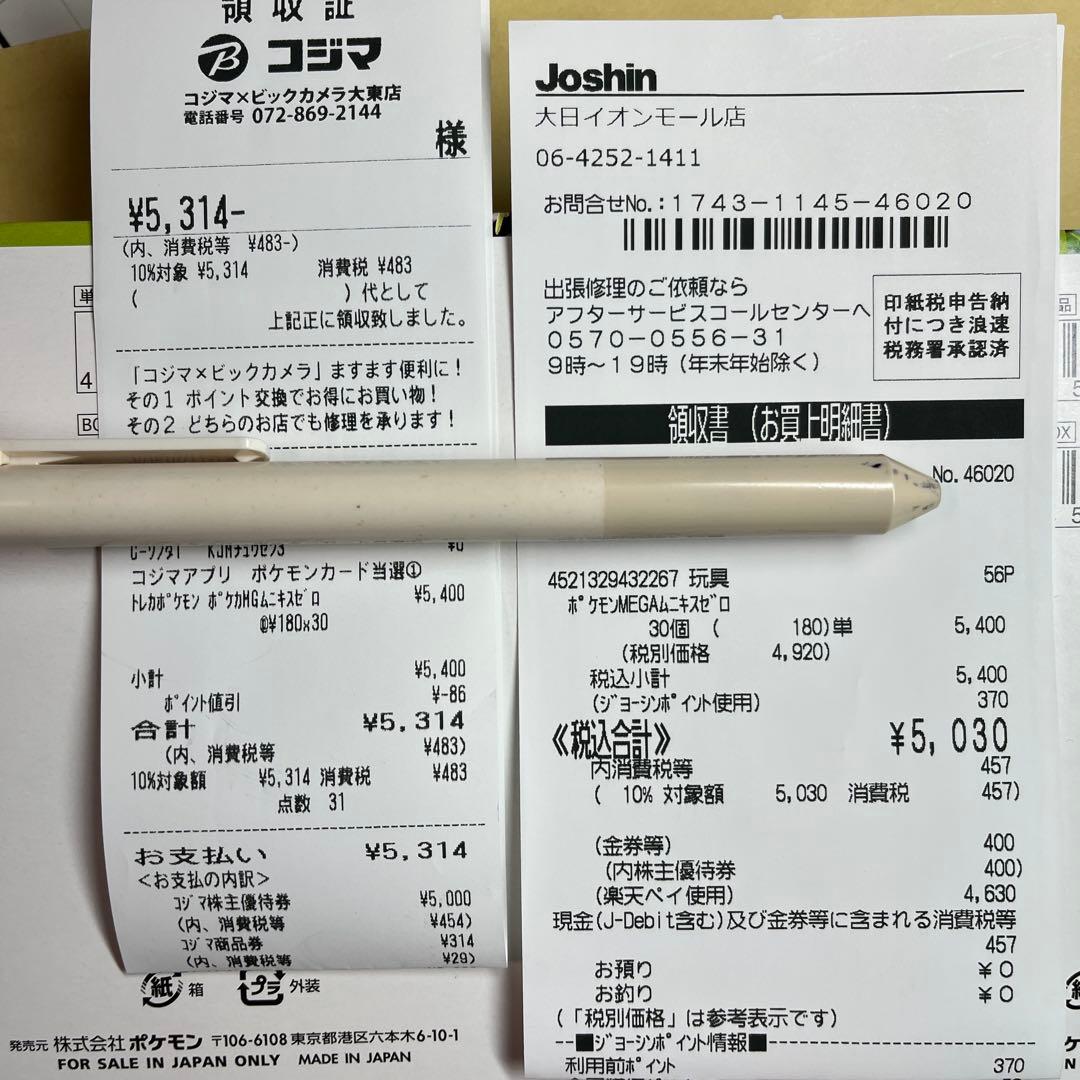 領収証
コジマ
コジマ×ビックカメラ大東店
電話番号 072-869-2144
様
¥5,314-
(内、消費税等 ¥483-)
10%対象 ¥5,314 消費税 ¥483
( )代として
上記正に領収致しました。
「コジマ×ビックカメラ」ますます便利に!
その1 ポイント交換でお得にお買い物!
その2 どちらのお店でも修理を承ります!
¥0
コジマアプリ ポケモンカード当選①
トレカポケモン ポケカMGムニキスゼロ ¥5,400
@¥180x30
小計 ¥5,400
ポイント値引 ¥-86
合計 ¥5,314
(内、消費税等 ¥483)
10%対象額 ¥5,314 消費税 ¥483
点数 31
お支払い ¥5,314
<お支払の内訳>
コジマ株主優待券 ¥5,000
(内、消費税等 ¥454)
コジマ商品券 ¥314
(内、消費税等 ¥29)
Joshin
大日イオンモール店
06-4252-1411
お問合せNo.:1743-1145-46020
出張修理のご依頼なら
アフターサービスコールセンターへ
0570-0556-31
9時~19時(年末年始除く)
印紙税申告納
付につき浪速
税務署承認済
領収書 (お買上明細書)
No.46020
4521329432267 玩具 56P
ポケモンMEGAムニキスゼロ
30個 ( 180)単 5,400
(税別価格 4,920)
税込小計 5,400
(ジョーシンポイント使用) 370
《税込合計》 ¥5,030
内消費税等 457
( 10% 対象額 5,030 消費税 457)
(金券等) 400
(内株主優待券 400)
(楽天ペイ使用) 4,630
現金(J-Debit含む)及び金券等に含まれる消費税等
457
お預り ¥0
お釣り ¥0
(「税別価格」は参考表示です)
--■ジョーシンポイント情報■--
利用前ポイント 370
単
4
BO
品
OX
5
5
紙 箱 プラ 外装
発売元 株式会社ポケモン 〒106-6108 東京都港区六本木6-10-1
FOR SALE IN JAPAN ONLY MADE IN JAPAN